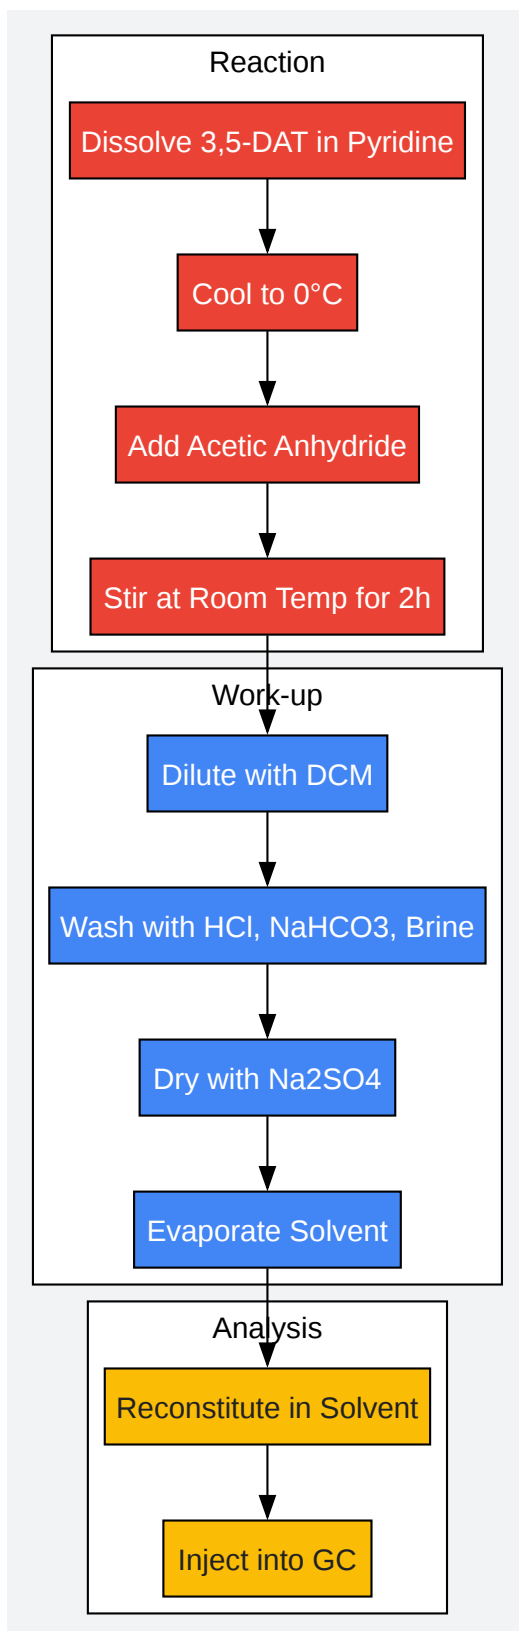 Reaction
Dissolve 3,5-DAT in Pyridine
Cool to 0°C
Add Acetic Anhydride
Stir at Room Temp for 2h
Work-up
Dilute with DCM
Wash with HCl, NaHCO3, Brine
Dry with Na2SO4
Evaporate Solvent
Analysis
Reconstitute in Solvent
Inject into GC